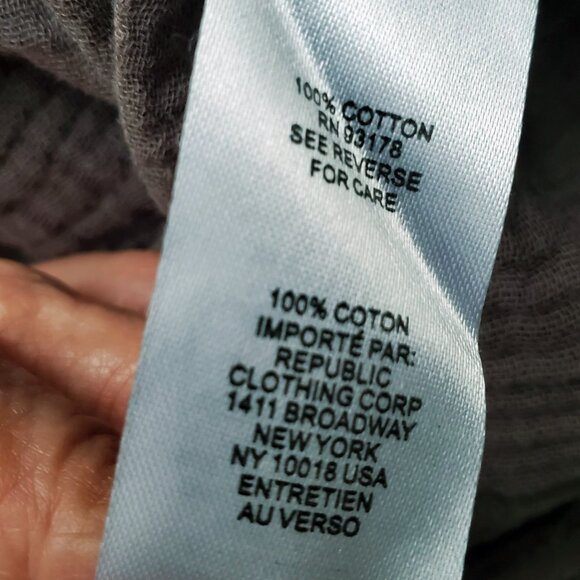 100% COTTON
RN 93178
SEE REVERSE
FOR CARE
100% COTON
IMPORTÉ PAR:
REPUBLIC
CLOTHING CORP
1411 BROADWAY
NEW YORK
NY 10018 USA
ENTRETIEN
AU VERSO